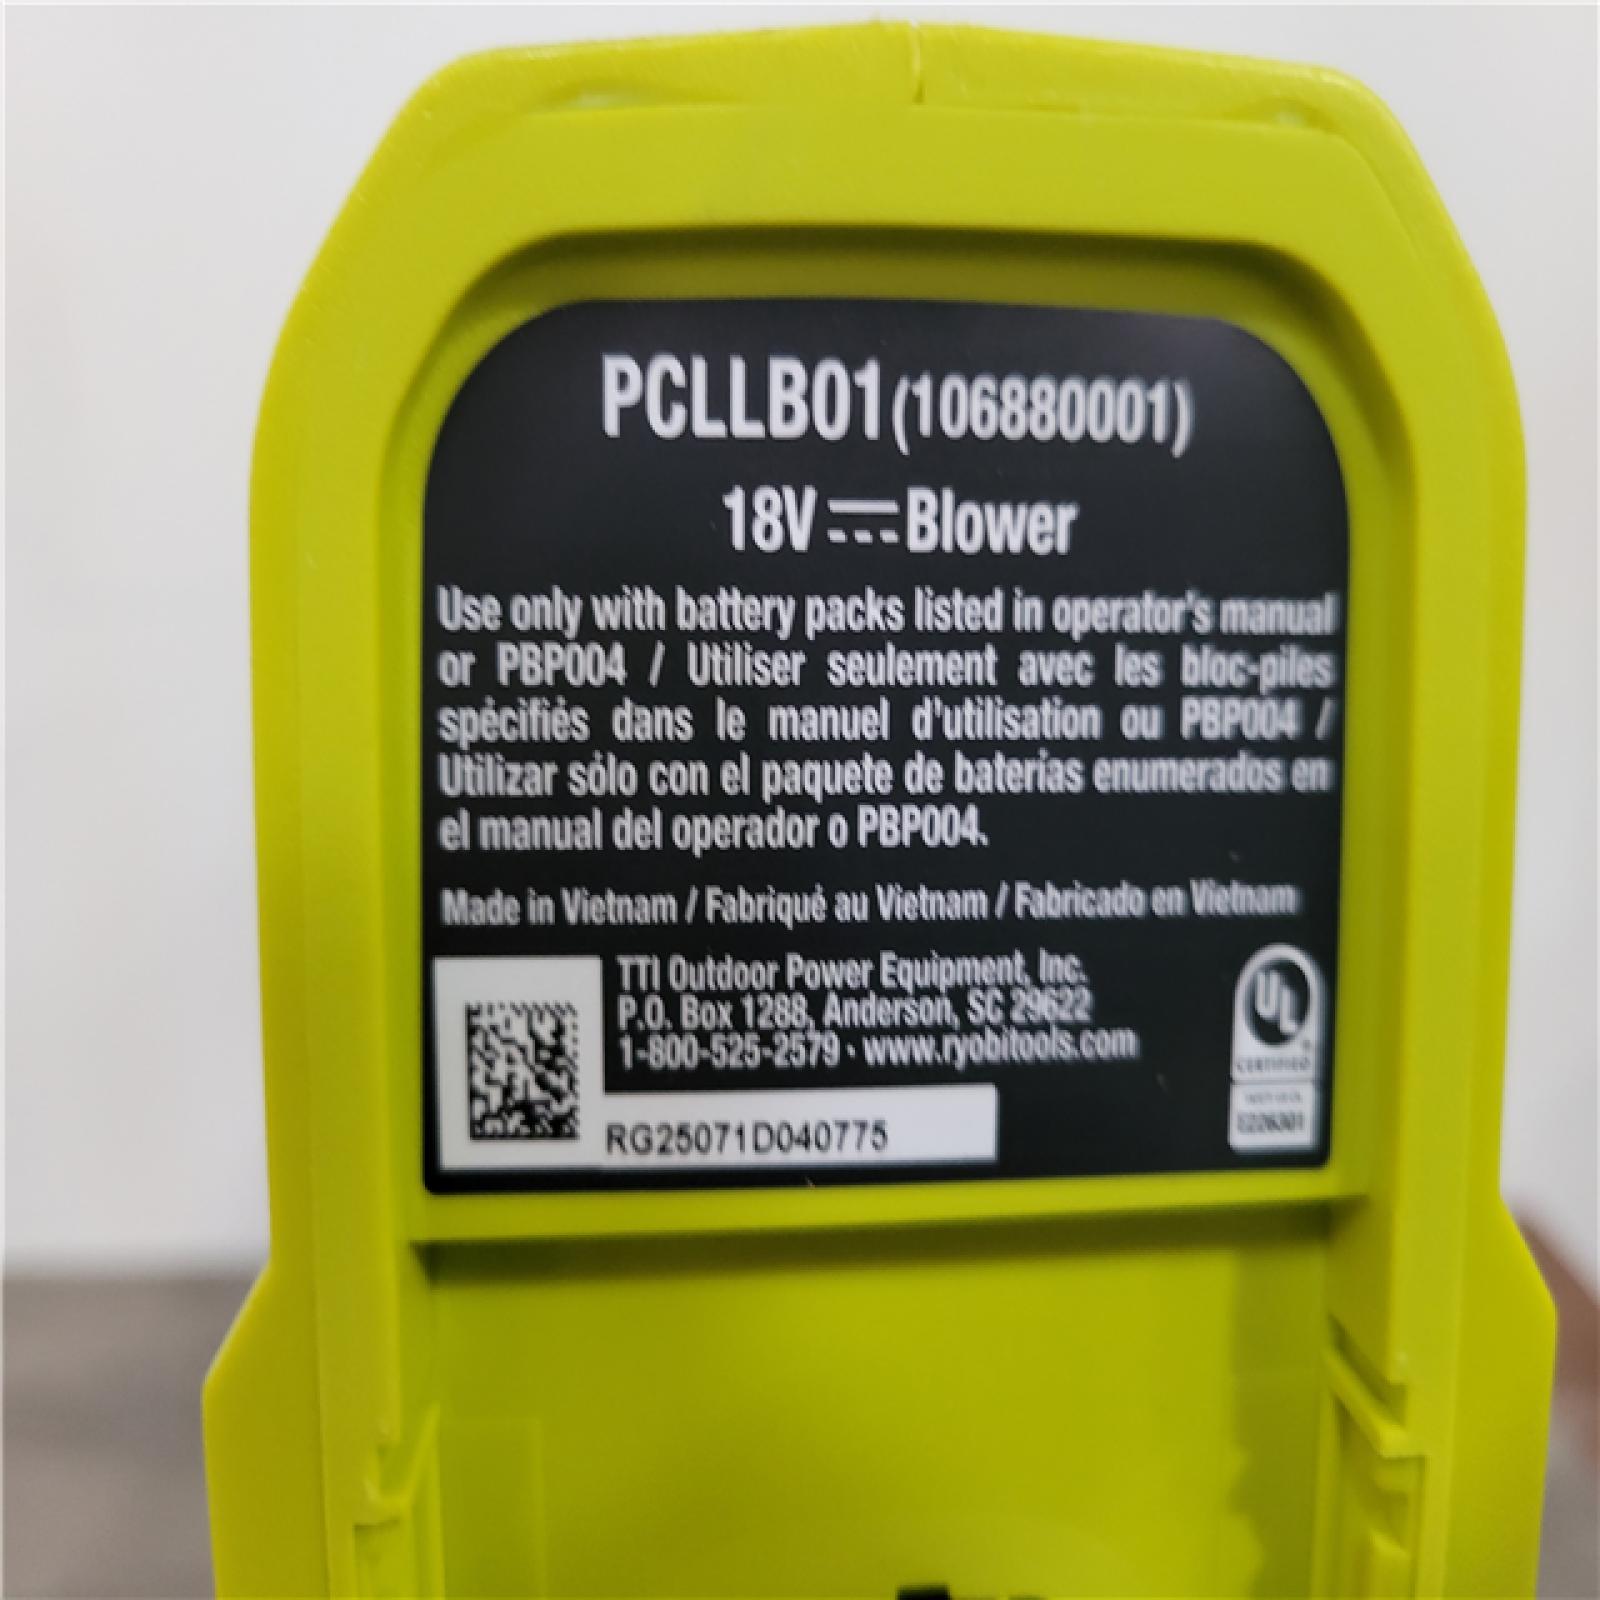 PCLLB01 (106880001)
18V Blower
Use only with battery packs listed in operator's manual
or PBP004 / Utiliser seulement avec les bloc-piles
spécifiés dans le manuel d'utilisation ou PBP004 /
Utilizar sólo con el paquete de baterías enumerados en
el manual del operador o PBP004.
Made in Vietnam / Fabriqué au Vietnam / Fabricado en Vietnam
TTI Outdoor Power Equipment, Inc.
P.O. Box 1288, Anderson, SC 29622
1-800-525-2579 · www.ryobitools.com
RG25071D040775
UL
CERTIFIED
E226301